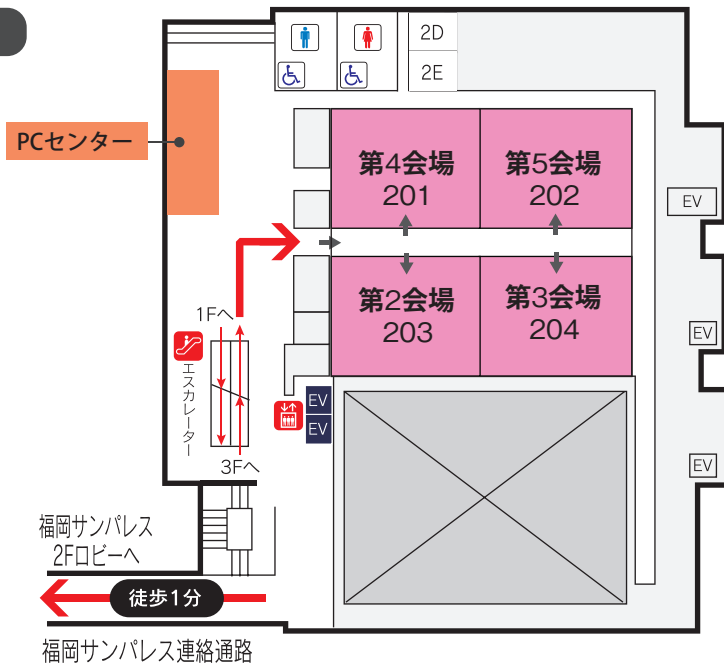 2D
2E
PCセンター
第4会場
201
第5会場
202
EV
第2会場
203
第3会場
204
1Fへ
エスカレーター
EV
EV
EV
3Fへ
EV
福岡サンパレス
2Fロビーへ
徒歩1分
福岡サンパレス連絡通路